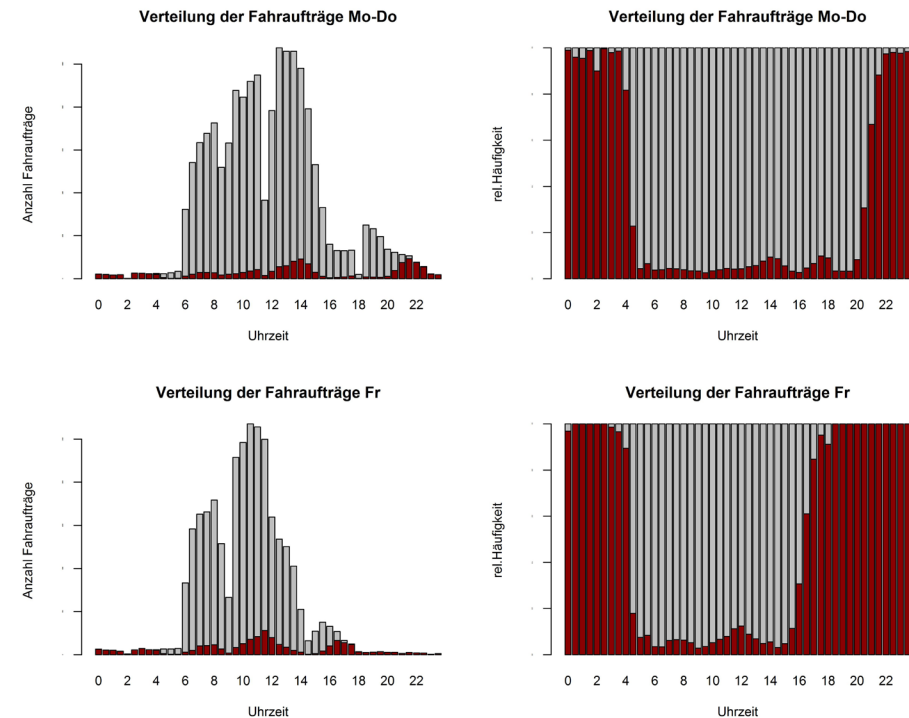 Verteilung der Fahraufträge Mo-Do
Anzahl Fahraufträge
0 2 4 6 8 10 12 14 16 18 20 22
Uhrzeit
Verteilung der Fahraufträge Mo-Do
rel.Häufigkeit
0 2 4 6 8 10 12 14 16 18 20 22
Uhrzeit
Verteilung der Fahraufträge Fr
Anzahl Fahraufträge
0 2 4 6 8 10 12 14 16 18 20 22
Uhrzeit
Verteilung der Fahraufträge Fr
rel.Häufigkeit
0 2 4 6 8 10 12 14 16 18 20 22
Uhrzeit